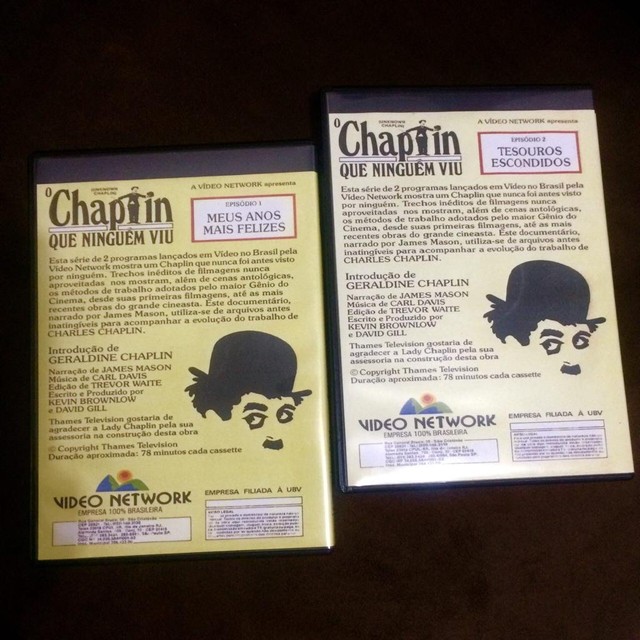 O
UNKNOWN
CHAPLIN
Chaplin
QUE NINGUÉM VIU
A VÍDEO NETWORK apresenta
EPISÓDIO 1
MEUS ANOS
MAIS FELIZES
Esta série de 2 programas lançados em Vídeo no Brasil pela
Vídeo Network mostra um Chaplin que nunca foi antes visto
por ninguém. Trechos inéditos de filmagens nunca
aproveitadas nos mostram, além de cenas antológicas,
os métodos de trabalho adotados pelo maior Gênio do
Cinema, desde suas primeiras filmagens, até as mais
recentes obras do grande cineasta. Este documentário,
narrado por James Mason, utiliza-se de arquivos antes
inatingíveis para acompanhar a evolução do trabalho de
CHARLES CHAPLIN.
Introdução de
GERALDINE CHAPLIN
Narração de JAMES MASON
Música de CARL DAVIS
Edição de TREVOR WAITE
Escrito e Produzido por
KEVIN BROWNLOW
e DAVID GILL
Thames Television gostaria de
agradecer a Lady Chaplin pela sua
assessoria na construção desta obra
© Copyright Thames Television
Duração aproximada: 78 minutos cada cassette
VIDEO NETWORK
EMPRESA 100% BRASILEIRA
EMPRESA FILIADA À UBV
O
UNKNOWN
CHAPLIN
Chaplin
QUE NINGUÉM VIU
A VÍDEO NETWORK apresenta
EPISÓDIO 2
TESOUROS
ESCONDIDOS
Esta série de 2 programas lançados em Vídeo no Brasil pela
Vídeo Network mostra um Chaplin que nunca foi antes visto
por ninguém. Trechos inéditos de filmagens nunca
aproveitadas nos mostram, além de cenas antológicas,
os métodos de trabalho adotados pelo maior Gênio do
Cinema, desde suas primeiras filmagens, até as mais
recentes obras do grande cineasta. Este documentário,
narrado por James Mason, utiliza-se de arquivos antes
inatingíveis para acompanhar a evolução do trabalho de
CHARLES CHAPLIN.
Introdução de
GERALDINE CHAPLIN
Narração de JAMES MASON
Música de CARL DAVIS
Edição de TREVOR WAITE
Escrito e Produzido por
KEVIN BROWNLOW
e DAVID GILL
Thames Television gostaria de
agradecer a Lady Chaplin pela sua
assessoria na construção desta obra
© Copyright Thames Television
Duração aproximada: 78 minutos cada cassette
VIDEO NETWORK
EMPRESA 100% BRASILEIRA
EMPRESA FILIADA À UBV